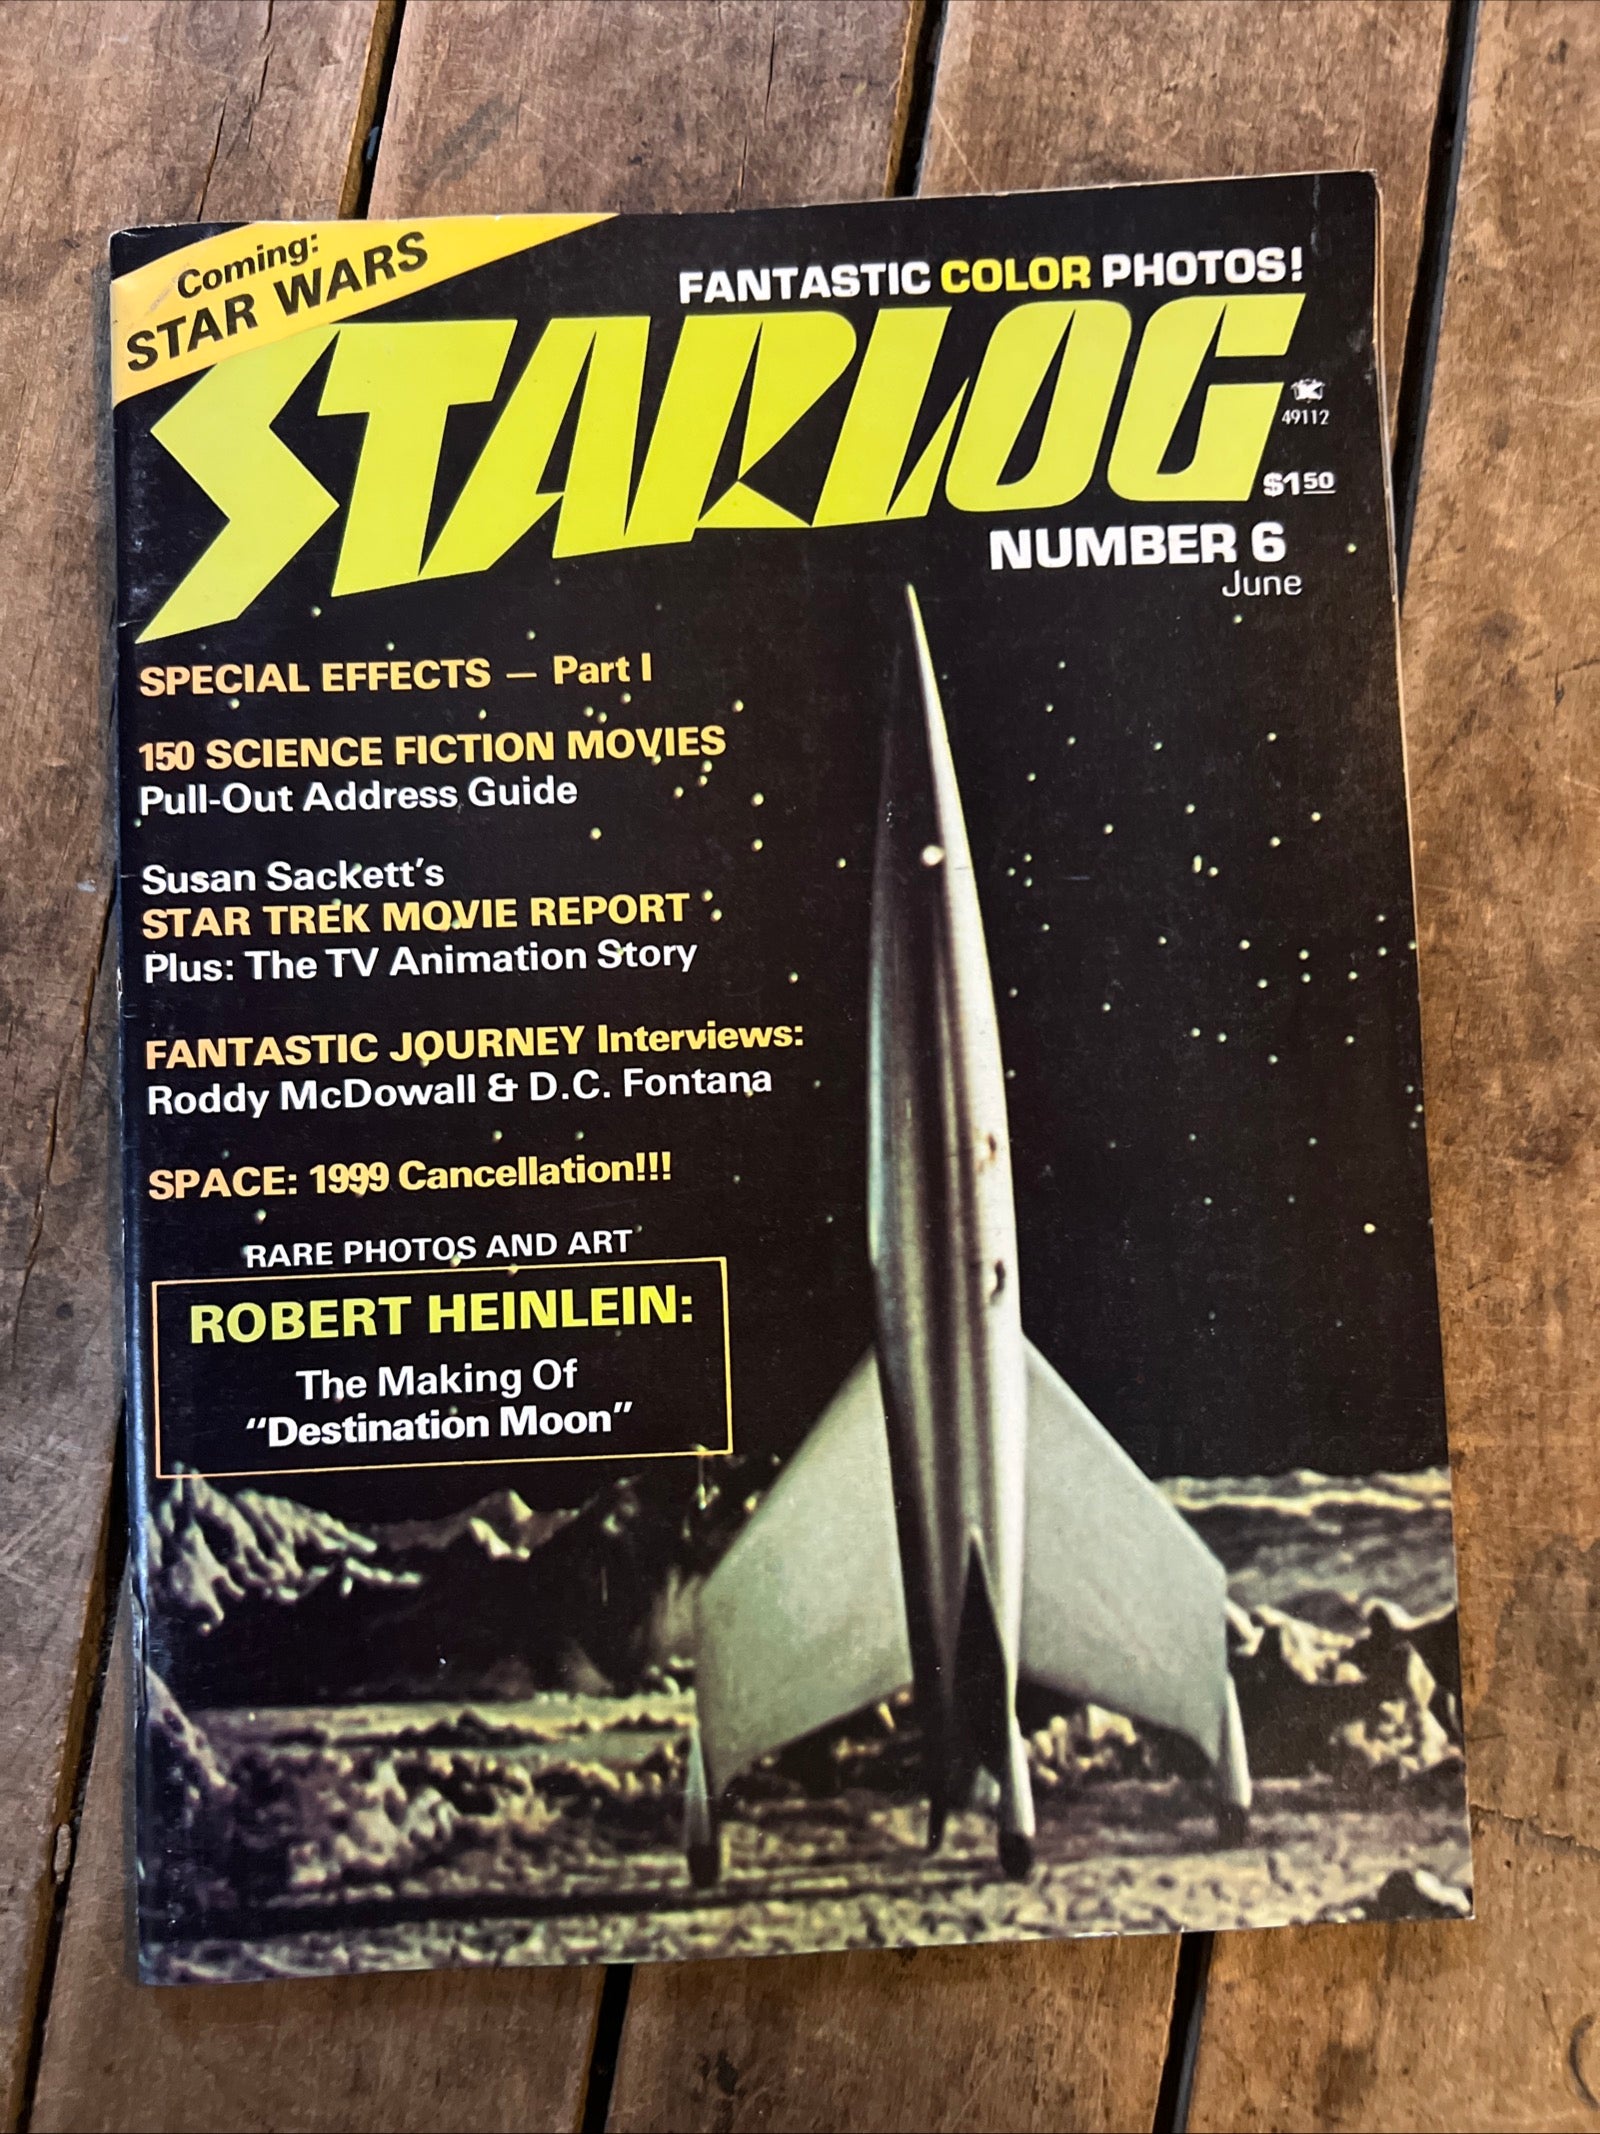 Coming:
STAR WARS
FANTASTIC COLOR PHOTOS!
STARLOG
K
49112
$1.50
NUMBER 6
June
SPECIAL EFFECTS — Part I
150 SCIENCE FICTION MOVIES
Pull-Out Address Guide
Susan Sackett's
STAR TREK MOVIE REPORT
Plus: The TV Animation Story
FANTASTIC JOURNEY Interviews:
Roddy McDowall & D.C. Fontana
SPACE: 1999 Cancellation!!!
RARE PHOTOS AND ART
ROBERT HEINLEIN:
The Making Of
"Destination Moon"